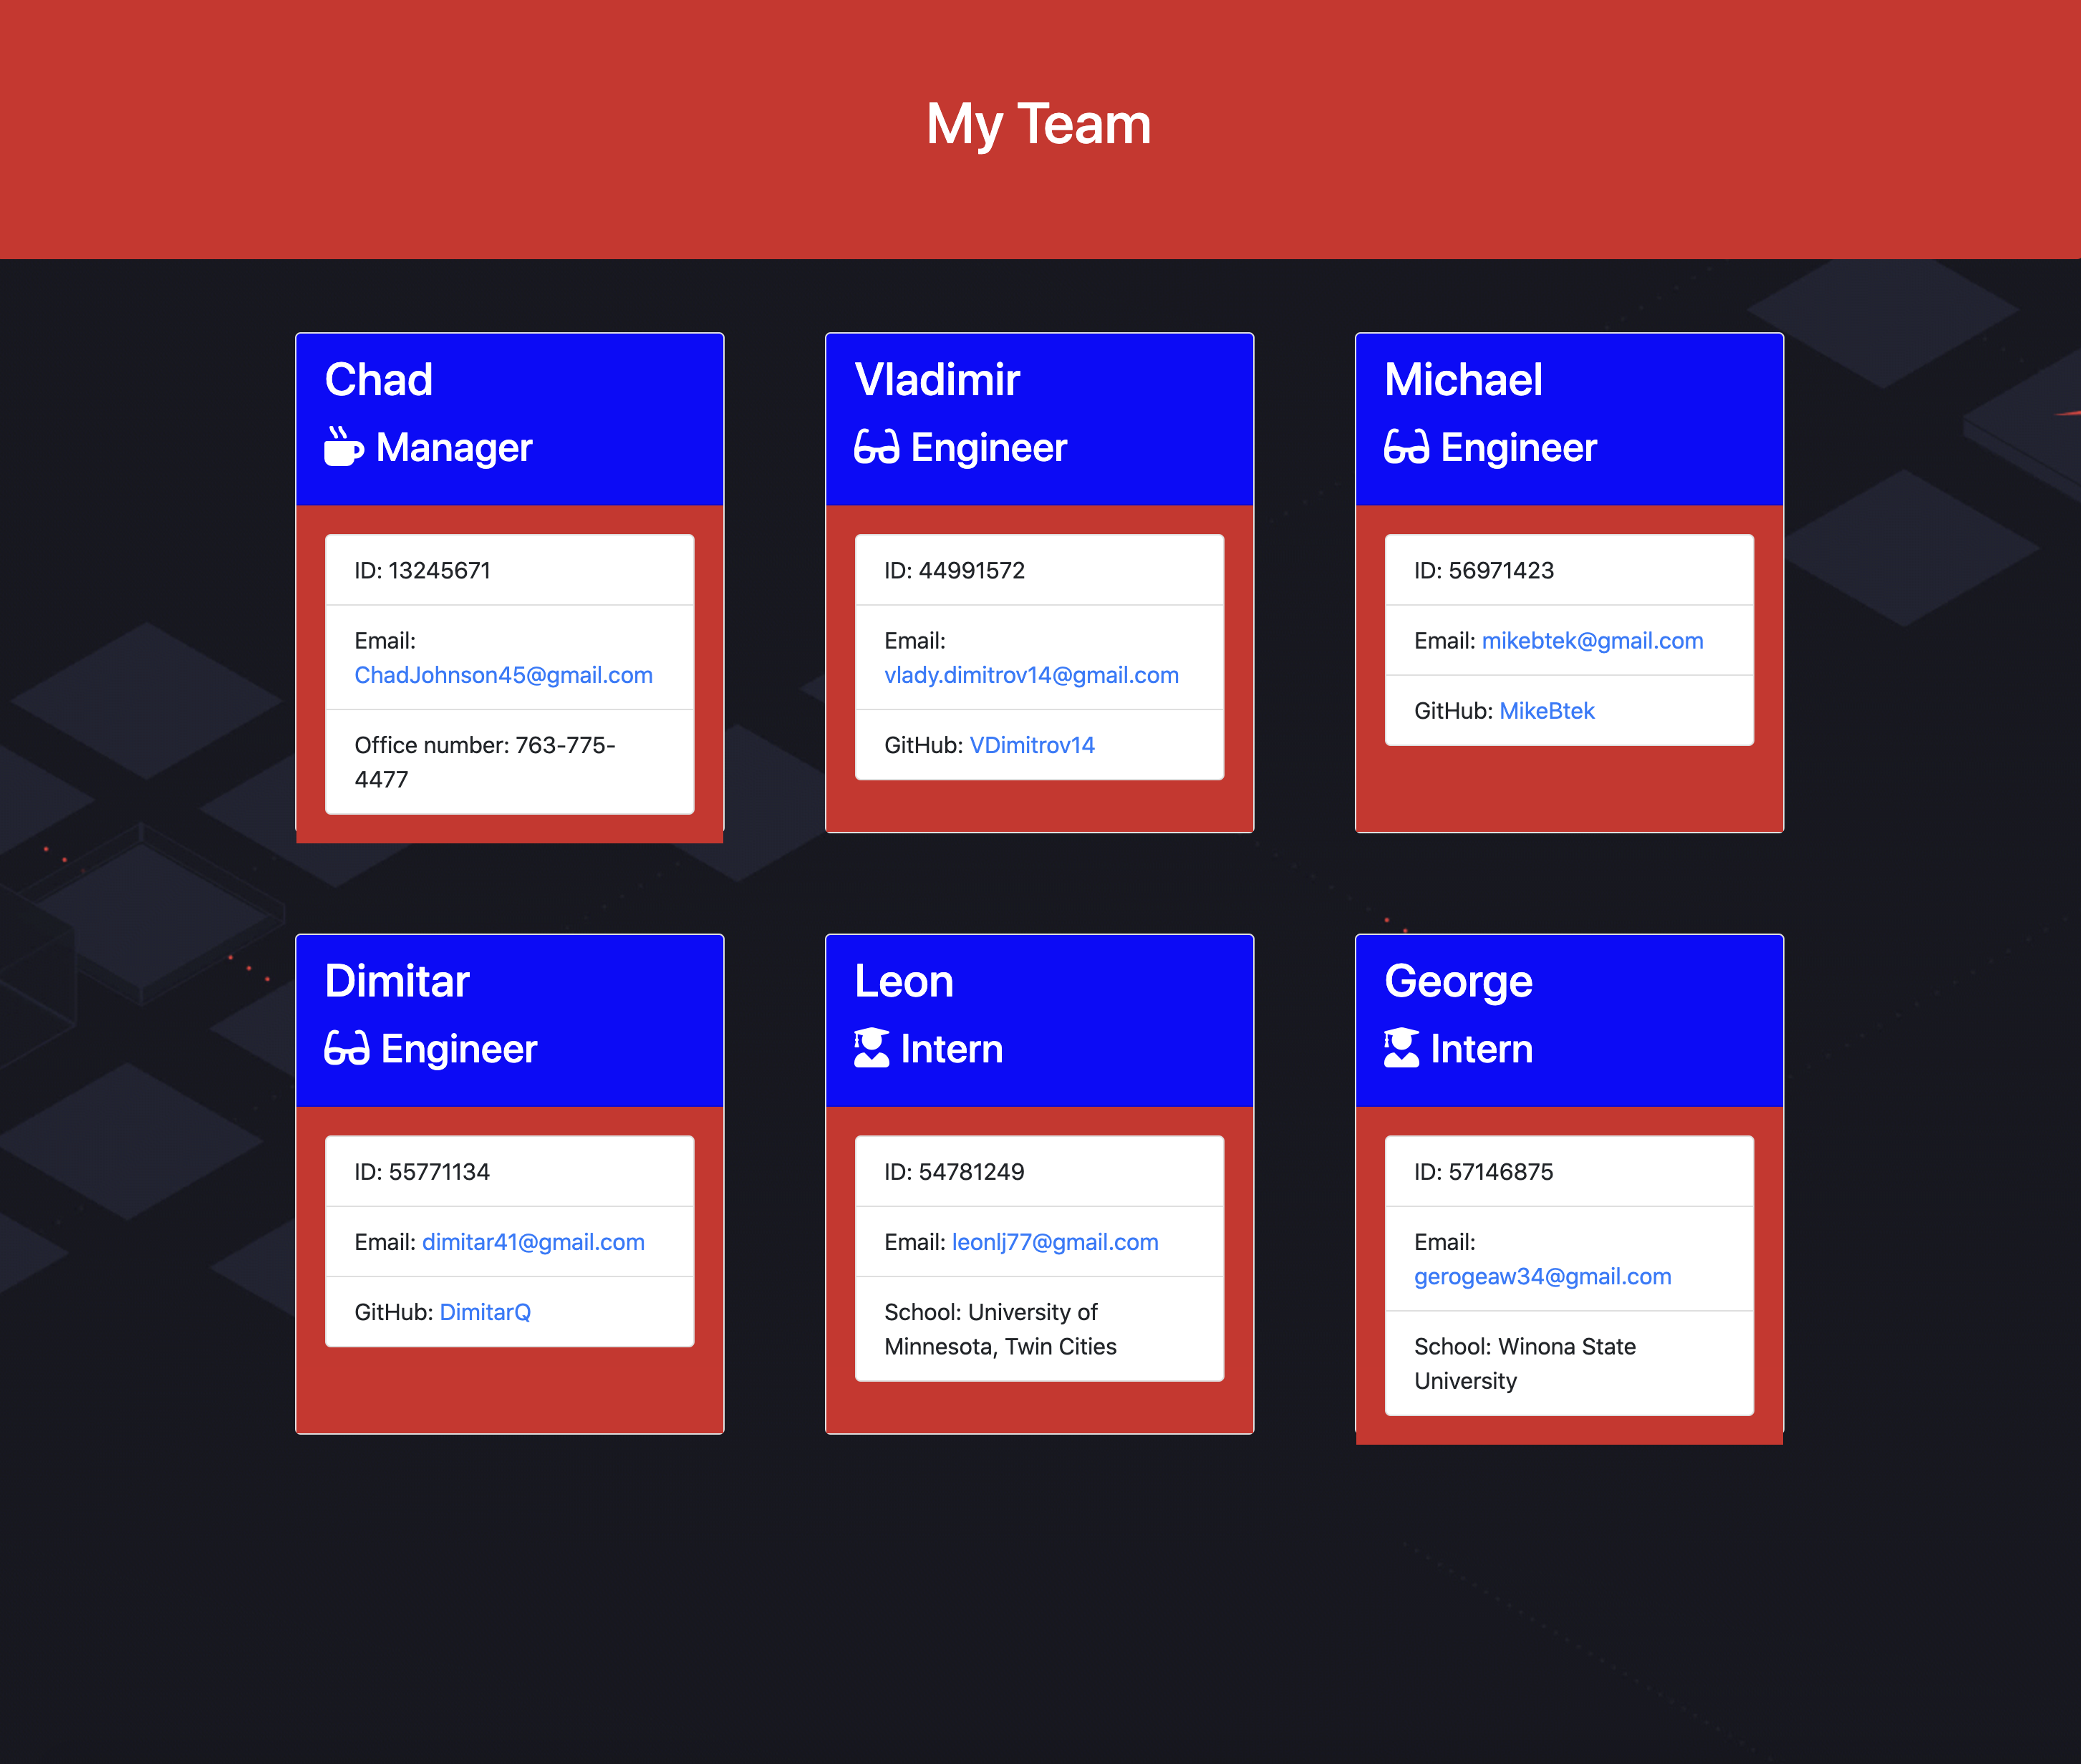 My Team
Chad
Manager
ID: 13245671
Email:
ChadJohnson45@gmail.com
Office number: 763-775-
4477
Vladimir
Engineer
ID: 44991572
Email:
vlady.dimitrov14@gmail.com
GitHub: VDimitrov14
Michael
Engineer
ID: 56971423
Email: mikebtek@gmail.com
GitHub: MikeBtek
Dimitar
Engineer
ID: 55771134
Email: dimitar41@gmail.com
GitHub: DimitarQ
Leon
Intern
ID: 54781249
Email: leonlj77@gmail.com
School: University of
Minnesota, Twin Cities
George
Intern
ID: 57146875
Email:
gerogeaw34@gmail.com
School: Winona State
University